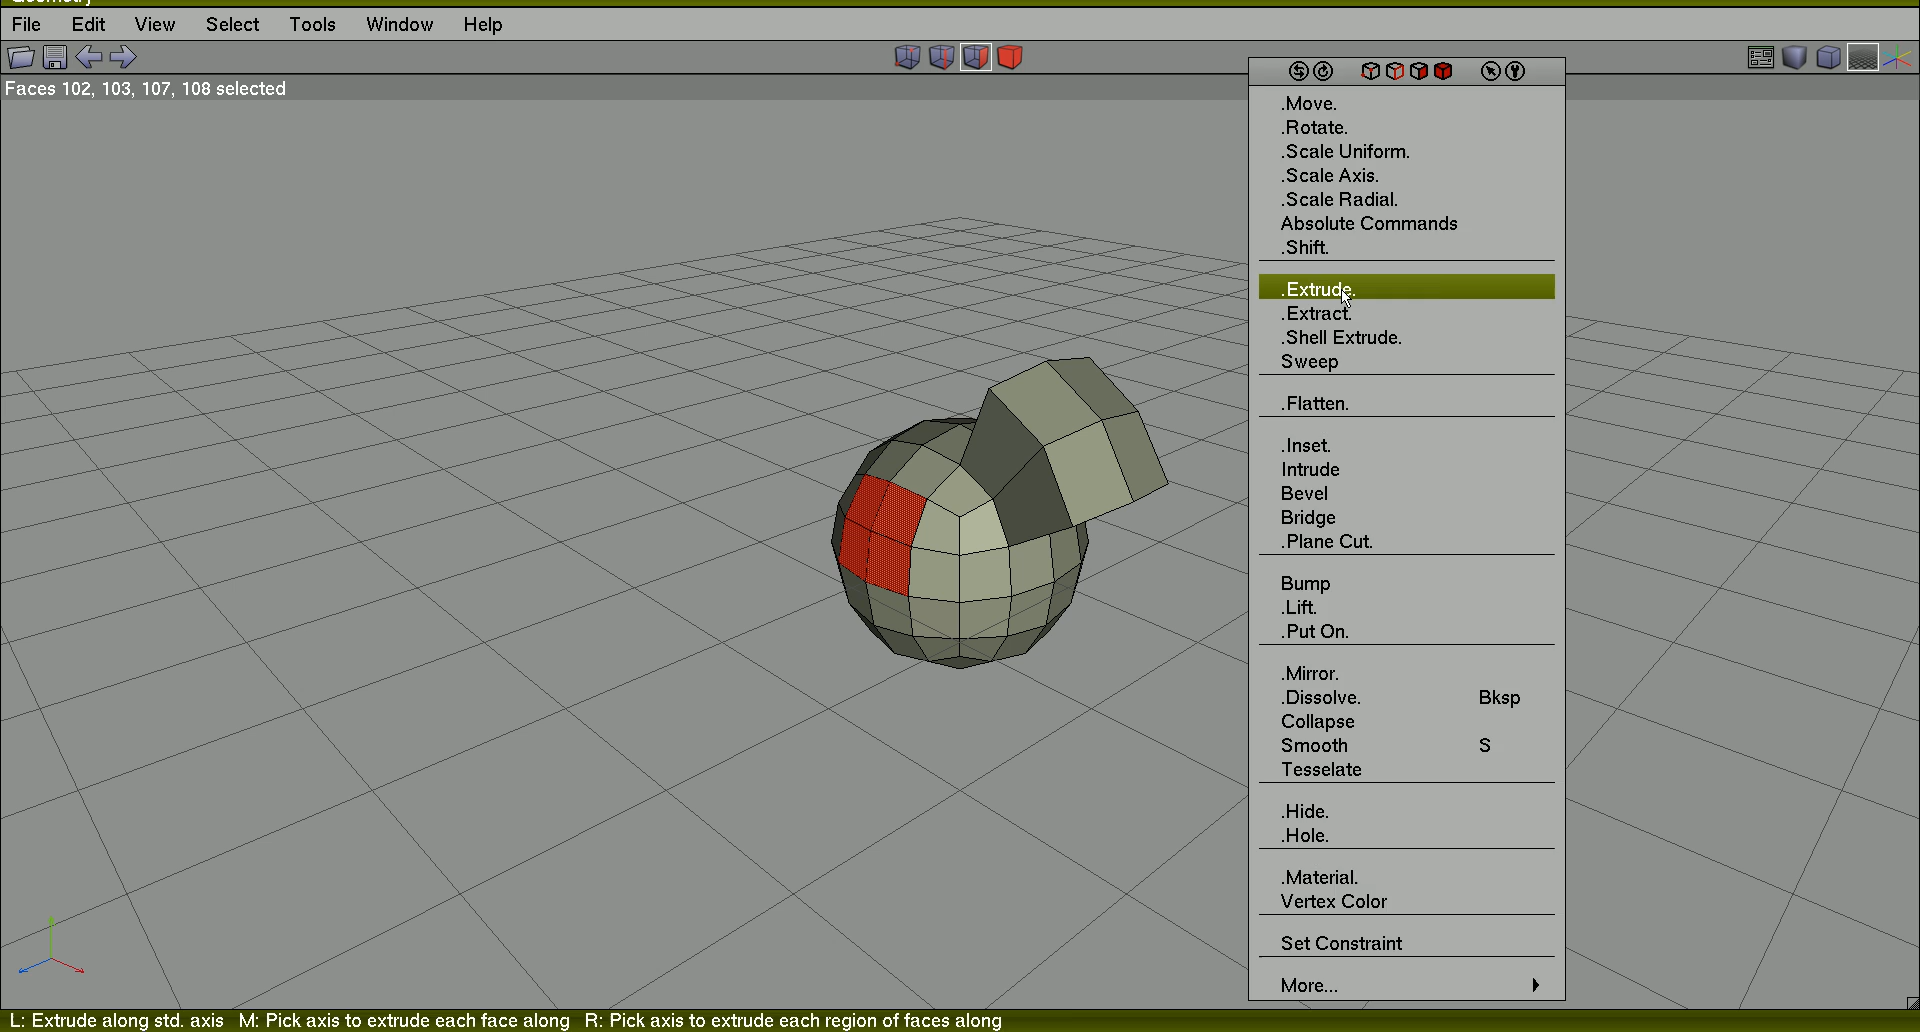 Geometry
File Edit View Select Tools Window Help
Faces 102, 103, 107, 108 selected
.Move.
.Rotate.
.Scale Uniform.
.Scale Axis.
.Scale Radial.
Absolute Commands
.Shift.
.Extrude.
.Extract.
.Shell Extrude.
Sweep
.Flatten.
.Inset.
Intrude
Bevel
Bridge
.Plane Cut.
Bump
.Lift.
.Put On.
.Mirror.
.Dissolve. Bksp
Collapse
Smooth S
Tesselate
.Hide.
.Hole.
.Material.
Vertex Color
Set Constraint
More...
L: Extrude along std. axis M: Pick axis to extrude each face along R: Pick axis to extrude each region of faces along